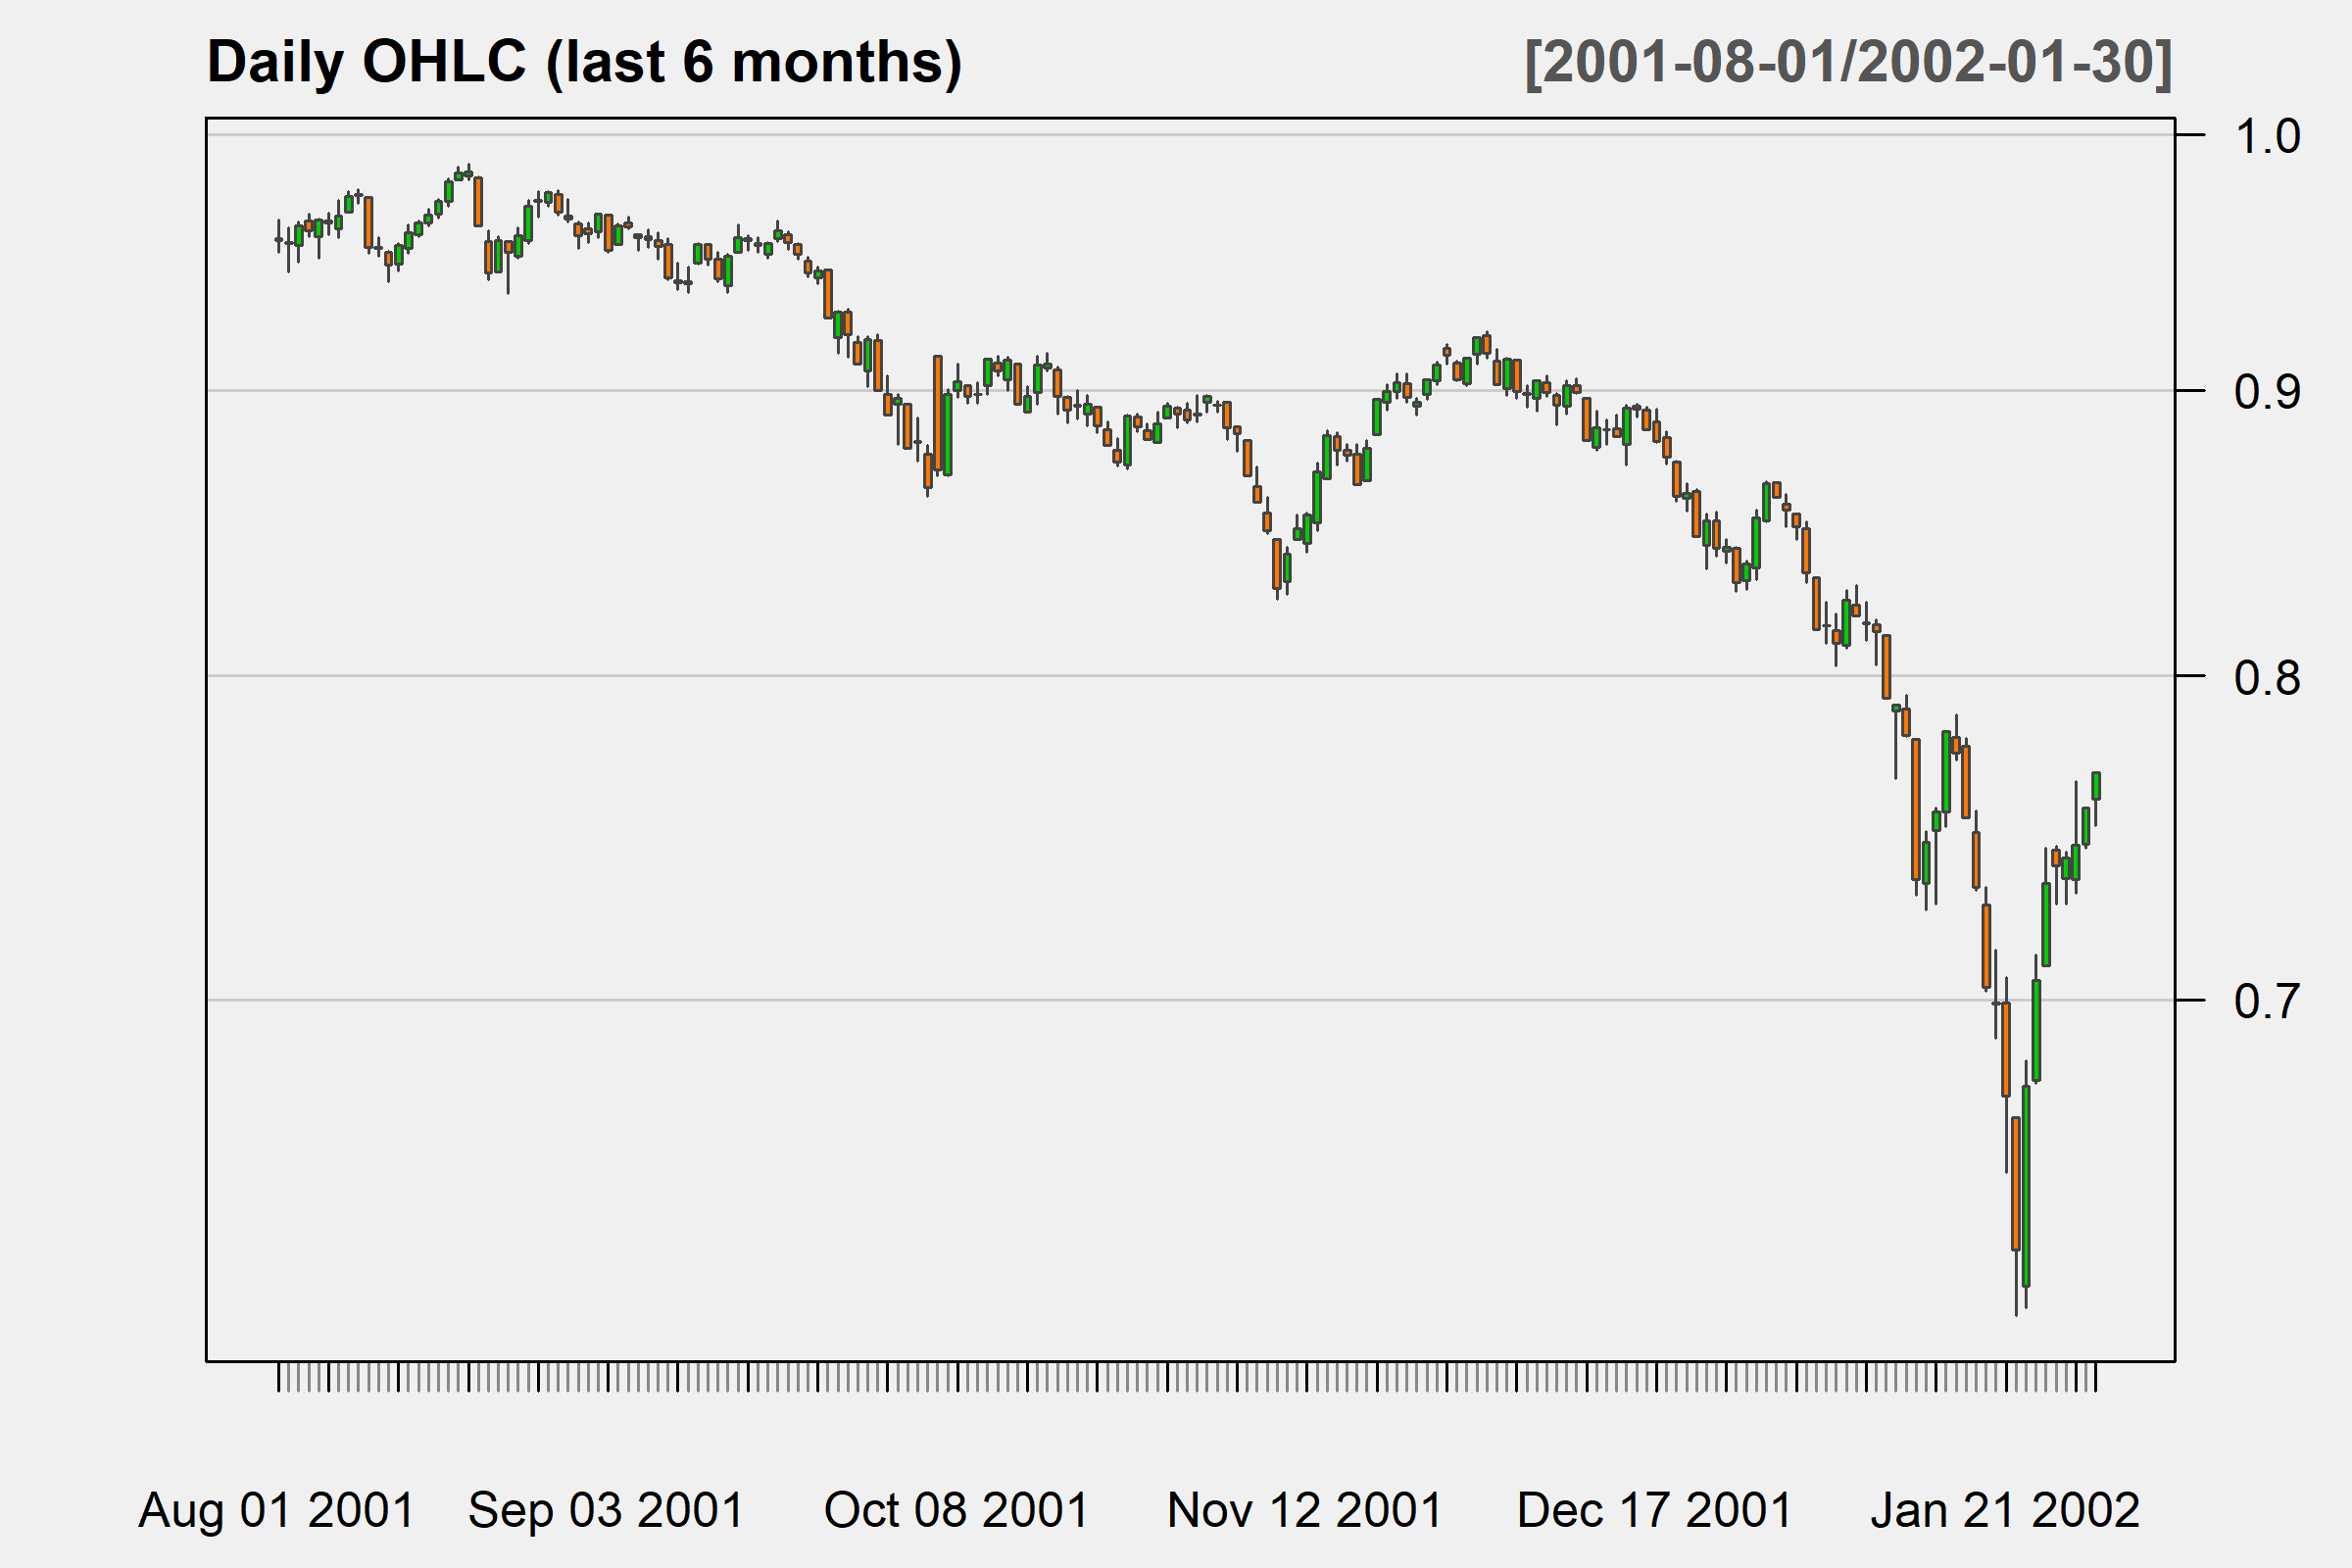 Daily OHLC (last 6 months) [2001-08-01/2002-01-30]
1.0
0.9
0.8
0.7
Aug 01 2001 Sep 03 2001 Oct 08 2001 Nov 12 2001 Dec 17 2001 Jan 21 2002